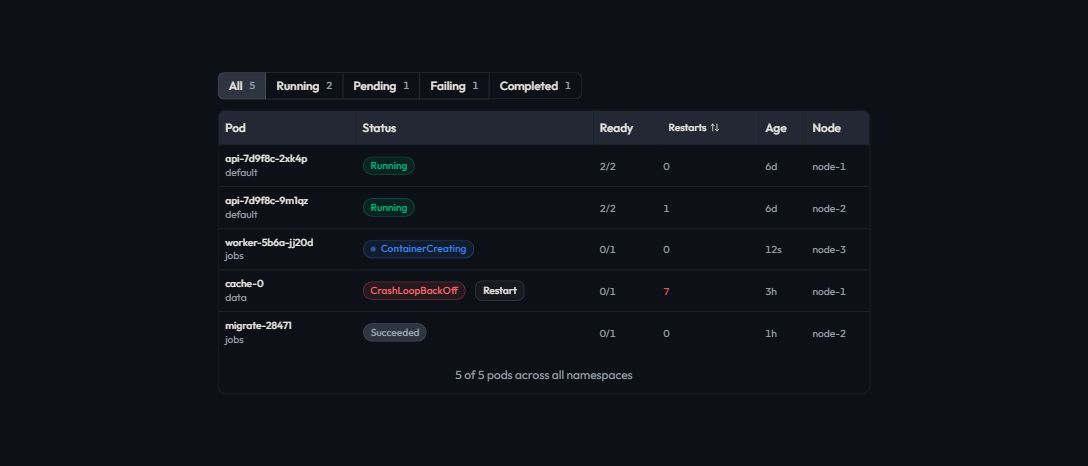 All 5 Running 2 Pending 1 Failing 1 Completed 1
Pod Status Ready Restarts ↑↓ Age Node
api-7d9f8c-2xk4p
default
Running 2/2 0 6d node-1
api-7d9f8c-9m1qz
default
Running 2/2 1 6d node-2
worker-5b6a-jj20d
jobs
ContainerCreating 0/1 0 12s node-3
cache-0
data
CrashLoopBackOff Restart 0/1 7 3h node-1
migrate-28471
jobs
Succeeded 0/1 0 1h node-2
5 of 5 pods across all namespaces